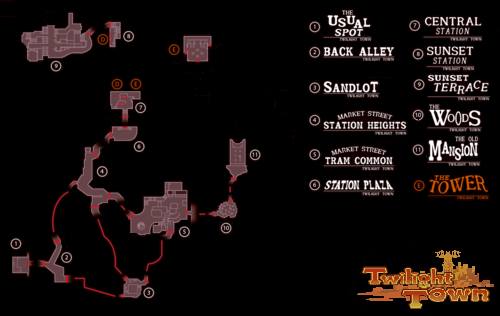 1 THE USUAL SPOT TWILIGHT TOWN
2 BACK ALLEY TWILIGHT TOWN
3 SANDLOT TWILIGHT TOWN
4 MARKET STREET STATION HEIGHTS TWILIGHT TOWN
5 MARKET STREET TRAM COMMON TWILIGHT TOWN
6 STATION PLAZA TWILIGHT TOWN
7 CENTRAL STATION TWILIGHT TOWN
8 SUNSET STATION TWILIGHT TOWN
9 SUNSET TERRACE TWILIGHT TOWN
10 THE WOODS TWILIGHT TOWN
11 THE OLD MANSION TWILIGHT TOWN
E THE TOWER TWILIGHT TOWN
8
D
9
E
D E
7
6
4
11
10
5
1
2
3
Twilight
Town